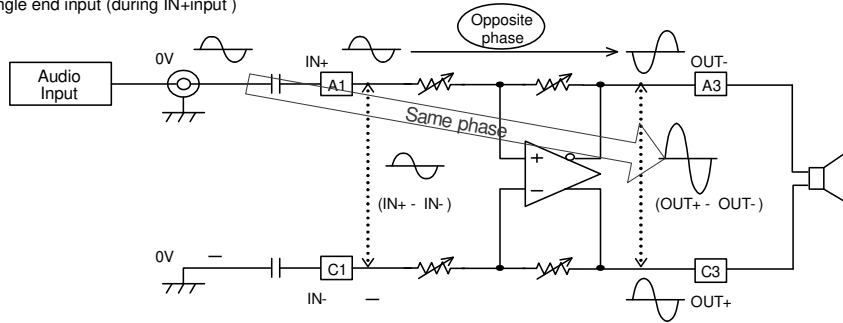 ngle end input (during IN+input )
Opposite
phase
0V
IN+
OUT-
Audio
Input
A1
A3
Same phase
+
−
(IN+ - IN- )
(OUT+ - OUT- )
0V
−
C1
C3
IN-
−
OUT+